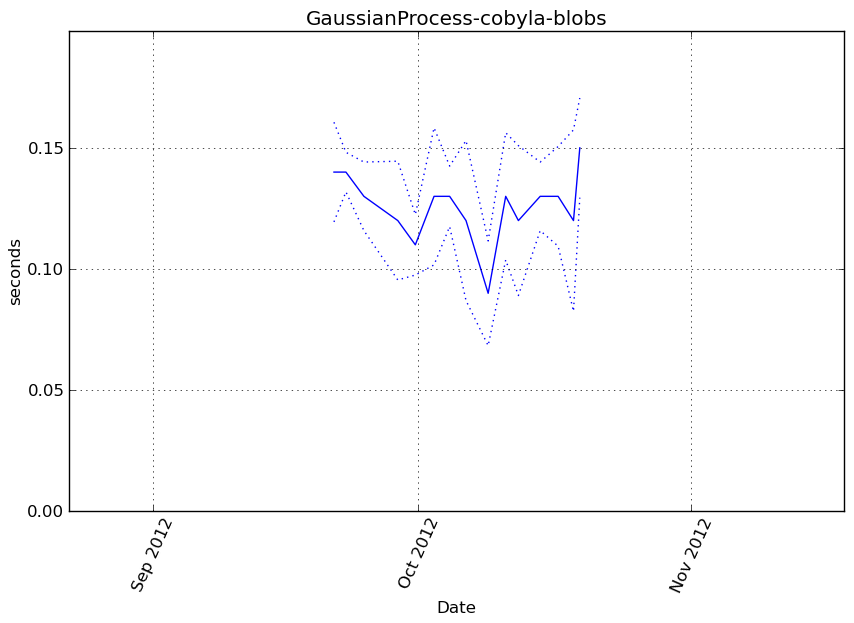 GaussianProcess-cobyla-blobs
seconds
0.15
0.10
0.05
0.00
Sep 2012
Oct 2012
Nov 2012
Date